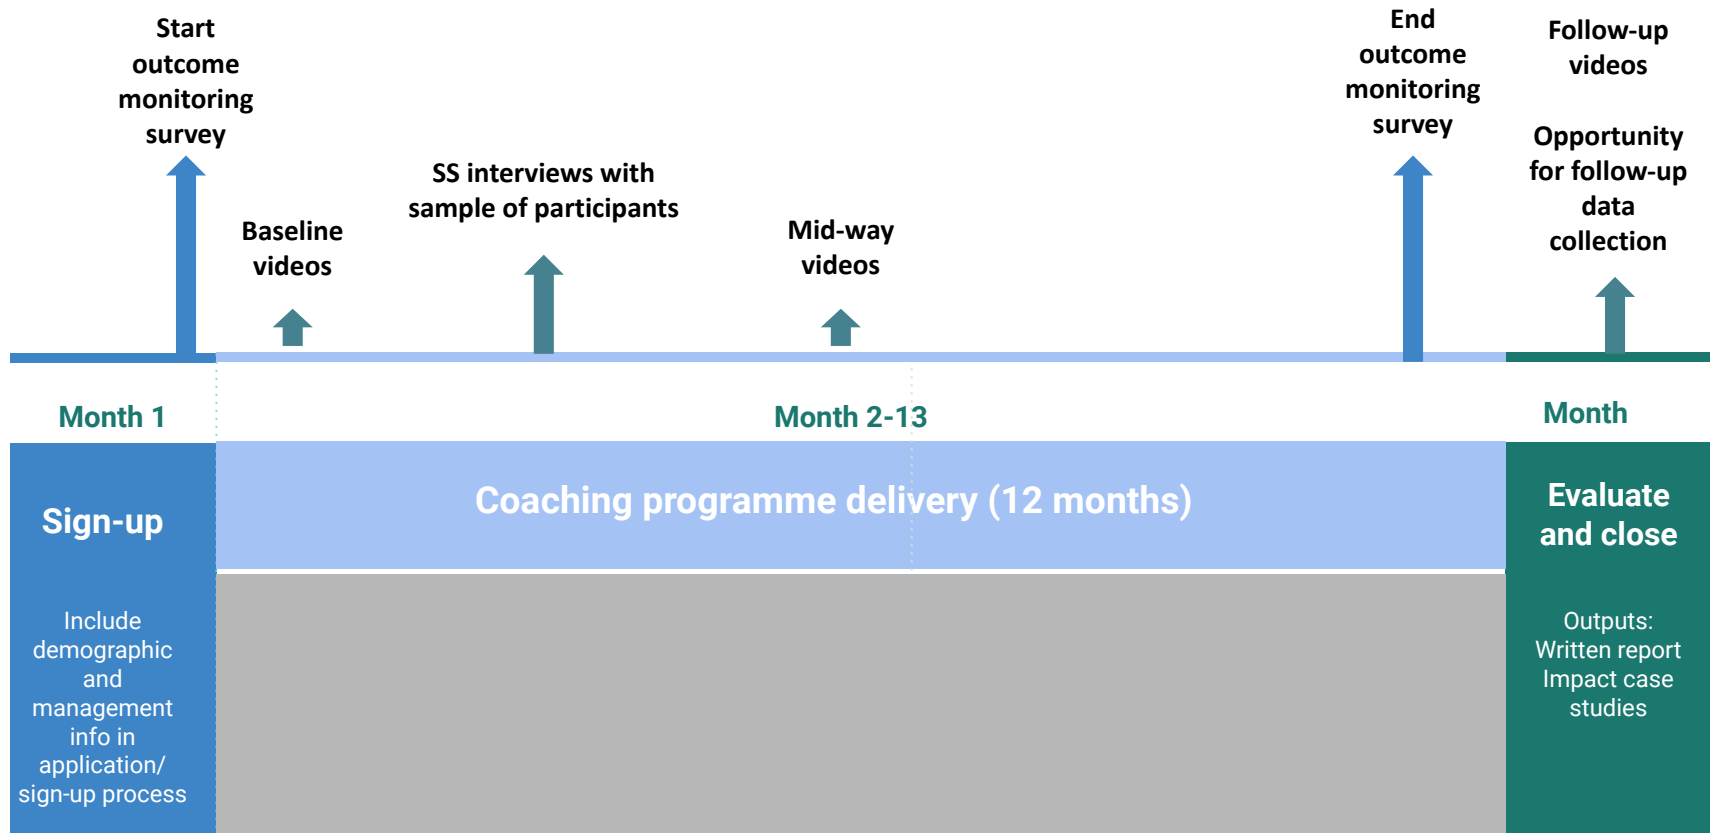 Start
outcome
monitoring
survey
Baseline
videos
SS interviews with
sample of participants
Mid-way
videos
End
outcome
monitoring
survey
Follow-up
videos
Opportunity
for follow-up
data
collection
Month 1
Month 2-13
Month
Sign-up
Coaching programme delivery (12 months)
Evaluate
and close
Include
demographic
and
management
info in
application/
sign-up process
Outputs:
Written report
Impact case
studies